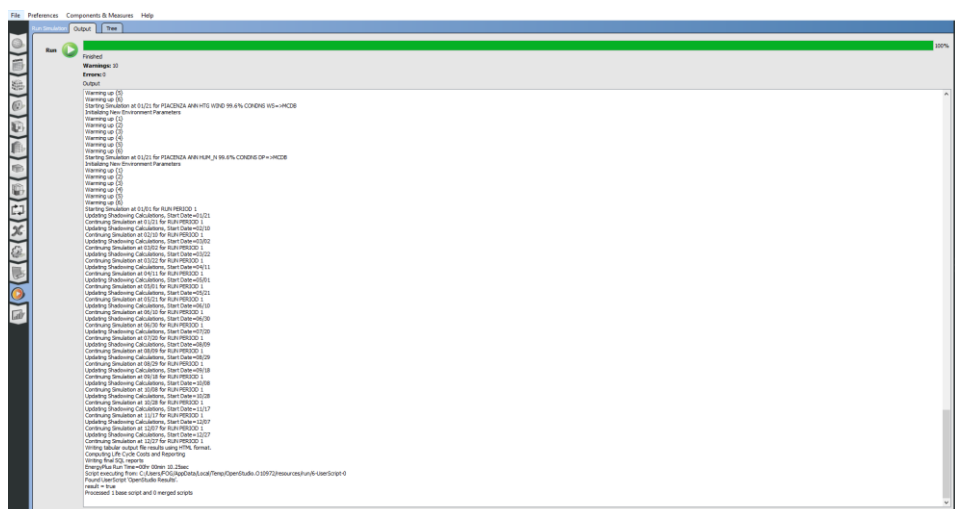 File Preferences Components & Measures Help
Run Simulation Output Tree
Run
100%
Finished
Warnings: 10
Errors: 0
Output
Warming up {5}
Warming up {6}
Starting Simulation at 01/21 for PIACENZA ANN HTG WIND 99.6% CONDNS WS=>MCDB
Initializing New Environment Parameters
Warming up {1}
Warming up {2}
Warming up {3}
Warming up {4}
Warming up {5}
Warming up {6}
Starting Simulation at 01/21 for PIACENZA ANN HUM_N 99.6% CONDNS DP=>MCDB
Initializing New Environment Parameters
Warming up {1}
Warming up {2}
Warming up {3}
Warming up {4}
Warming up {5}
Warming up {6}
Starting Simulation at 01/01 for RUN PERIOD 1
Updating Shadowing Calculations, Start Date=01/21
Continuing Simulation at 01/21 for RUN PERIOD 1
Updating Shadowing Calculations, Start Date=02/10
Continuing Simulation at 02/10 for RUN PERIOD 1
Updating Shadowing Calculations, Start Date=03/02
Continuing Simulation at 03/02 for RUN PERIOD 1
Updating Shadowing Calculations, Start Date=03/22
Continuing Simulation at 03/22 for RUN PERIOD 1
Updating Shadowing Calculations, Start Date=04/11
Continuing Simulation at 04/11 for RUN PERIOD 1
Updating Shadowing Calculations, Start Date=05/01
Continuing Simulation at 05/01 for RUN PERIOD 1
Updating Shadowing Calculations, Start Date=05/21
Continuing Simulation at 05/21 for RUN PERIOD 1
Updating Shadowing Calculations, Start Date=06/10
Continuing Simulation at 06/10 for RUN PERIOD 1
Updating Shadowing Calculations, Start Date=06/30
Continuing Simulation at 06/30 for RUN PERIOD 1
Updating Shadowing Calculations, Start Date=07/20
Continuing Simulation at 07/20 for RUN PERIOD 1
Updating Shadowing Calculations, Start Date=08/09
Continuing Simulation at 08/09 for RUN PERIOD 1
Updating Shadowing Calculations, Start Date=08/29
Continuing Simulation at 08/29 for RUN PERIOD 1
Updating Shadowing Calculations, Start Date=09/18
Continuing Simulation at 09/18 for RUN PERIOD 1
Updating Shadowing Calculations, Start Date=10/08
Continuing Simulation at 10/08 for RUN PERIOD 1
Updating Shadowing Calculations, Start Date=10/28
Continuing Simulation at 10/28 for RUN PERIOD 1
Updating Shadowing Calculations, Start Date=11/17
Continuing Simulation at 11/17 for RUN PERIOD 1
Updating Shadowing Calculations, Start Date=12/07
Continuing Simulation at 12/07 for RUN PERIOD 1
Updating Shadowing Calculations, Start Date=12/27
Continuing Simulation at 12/27 for RUN PERIOD 1
Writing tabular output file results using HTML format.
Computing Life Cycle Costs and Reporting
Writing final SQL reports
EnergyPlus Run Time=00hr 00min 10.25sec
Script executing from: C:/Users/FOG/AppData/Local/Temp/OpenStudio.O10972/resources/run/6-UserScript-0
Found UserScript 'OpenStudio Results'.
result = true
Processed 1 base script and 0 merged scripts